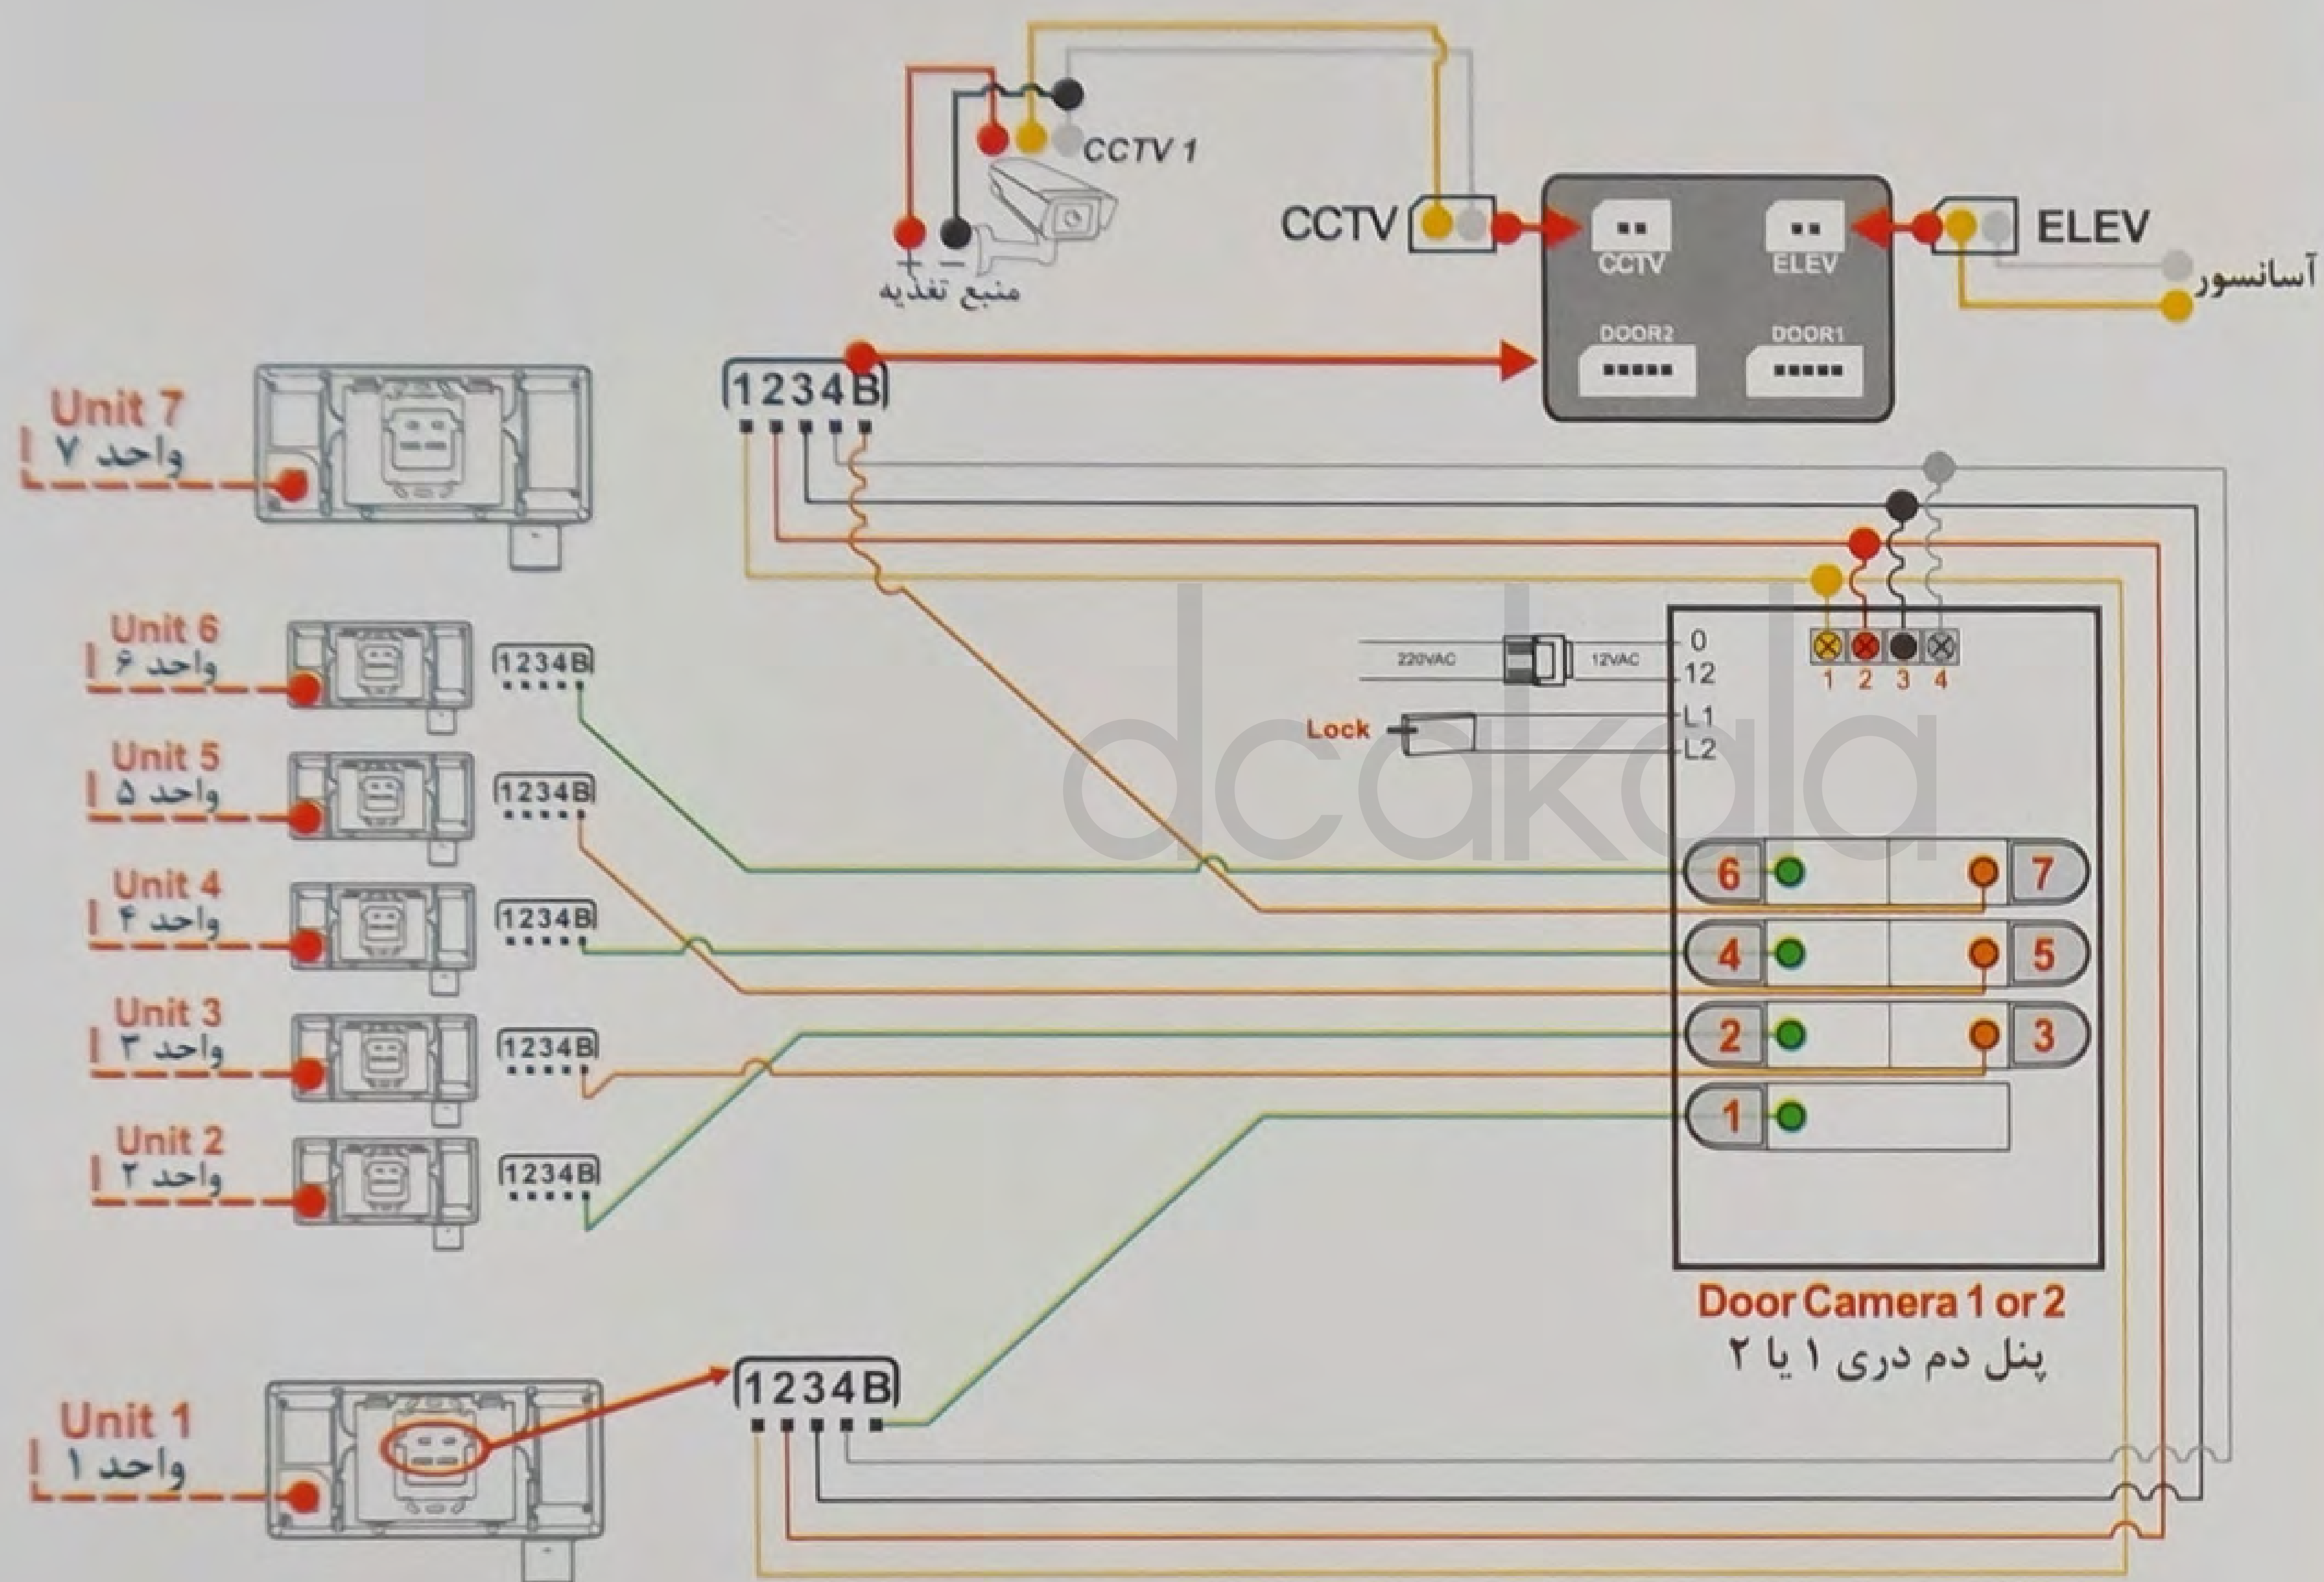 CCTV 1
+ −
منبع تغذیه
CCTV
CCTV
ELEV
ELEV
آسانسور
DOOR2
DOOR1
1234B
Unit 7
واحد ۷
Unit 6
واحد ۶
1234B
Unit 5
واحد ۵
1234B
Unit 4
واحد ۴
1234B
Unit 3
واحد ۳
1234B
Unit 2
واحد ۲
1234B
Unit 1
واحد ۱
1234B
220VAC
12VAC
0
12
Lock
L1
L2
1 2 3 4
dcakala
6 7
4 5
2 3
1
Door Camera 1 or 2
پنل دم دری ۱ یا ۲